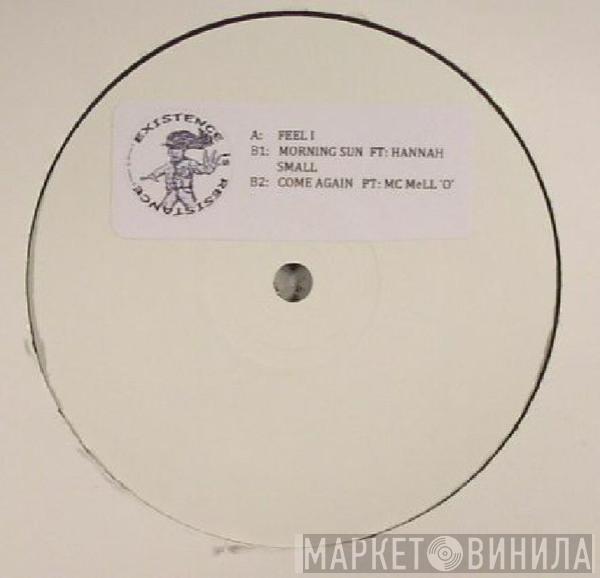 EXISTENCE is RESISTANCE
A: FEEL I
B1: MORNING SUN FT: HANNAH
SMALL
B2: COME AGAIN FT: MC MeLL 'O'
МАРКЕТ ВИНИЛА